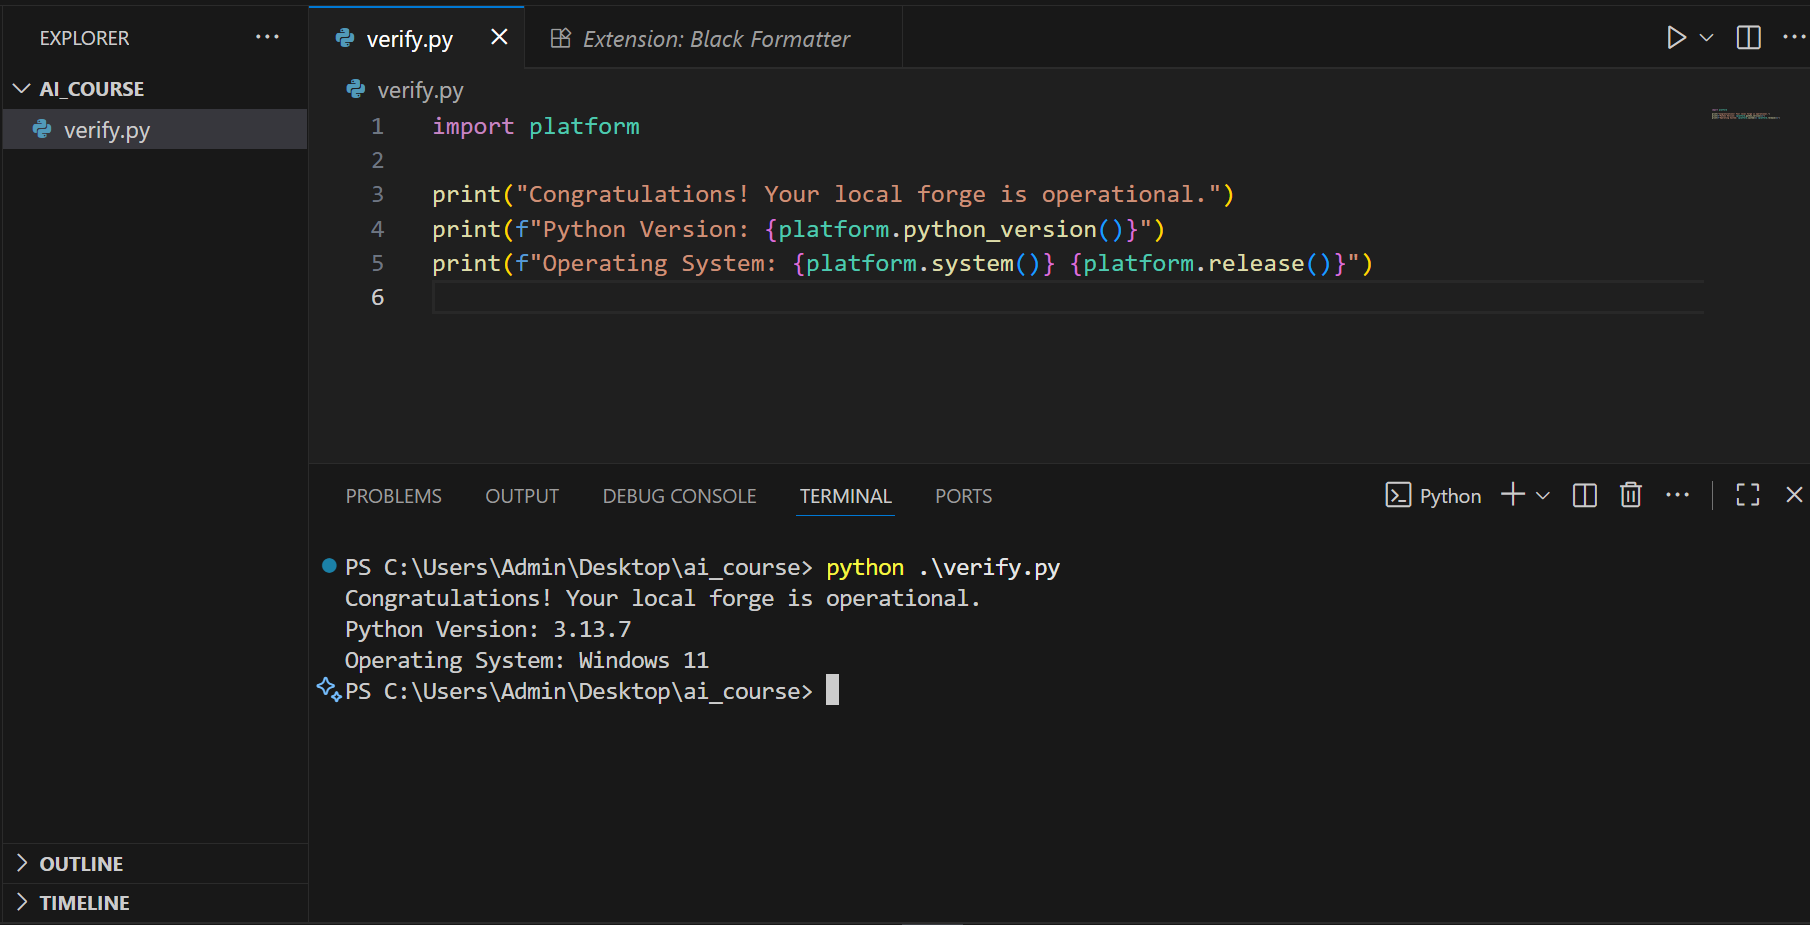 EXPLORER
AI_COURSE
verify.py
OUTLINE
TIMELINE
verify.py
Extension: Black Formatter
verify.py
1 import platform
2
3 print("Congratulations! Your local forge is operational.")
4 print(f"Python Version: {platform.python_version()}")
5 print(f"Operating System: {platform.system()} {platform.release()}")
6
PROBLEMS OUTPUT DEBUG CONSOLE TERMINAL PORTS
Python
PS C:\Users\Admin\Desktop\ai_course> python .\verify.py
Congratulations! Your local forge is operational.
Python Version: 3.13.7
Operating System: Windows 11
PS C:\Users\Admin\Desktop\ai_course>